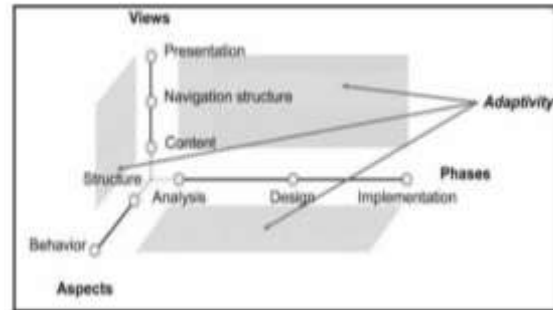 Views
Presentation
Navigation structure
Adaptivity
Content
Structure
Phases
Analysis
Design
Implementation
Behavior
Aspects